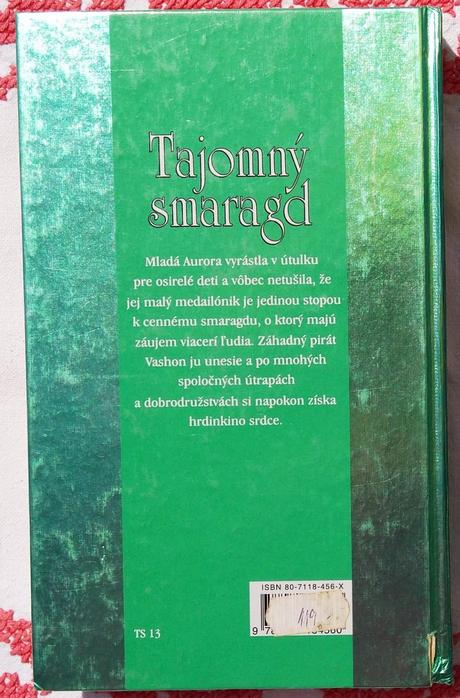 Tajomný
smaragd
Mladá Aurora vyrástla v útulku
pre osirelé deti a vôbec netušila, že
jej malý medailónik je jedinou stopou
k cennému smaragdu, o ktorý majú
záujem viacerí ľudia. Záhadný pirát
Vashon ju unesie a po mnohých
spoločných útrapách
a dobrodružstvách si napokon získa
hrdinkino srdce.
ISBN 80-7118-456-X
119,-
TS 13